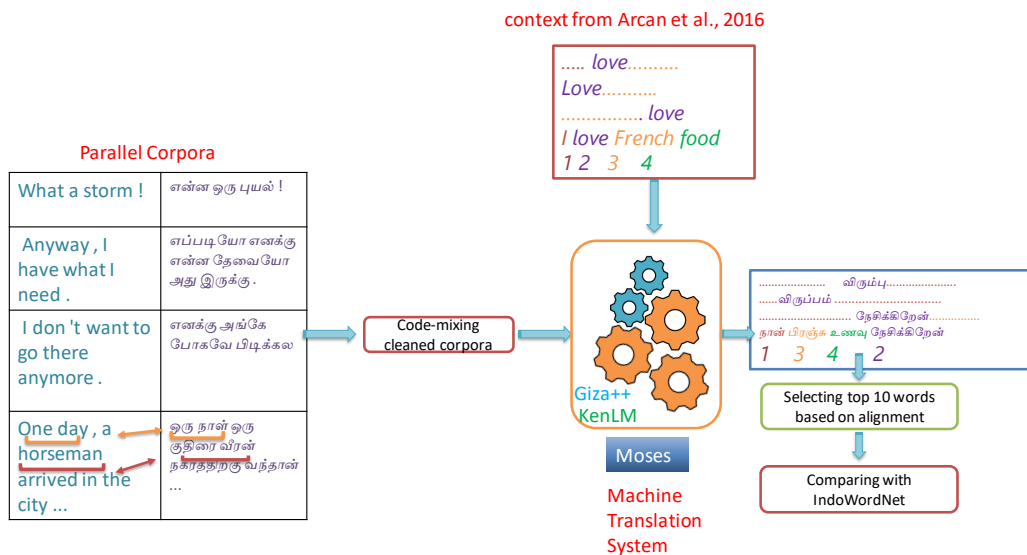 context from Arcan et al., 2016
..... love..........
Love...........
................ love
I love French food
1 2 3 4
Parallel Corpora
What a storm !
என்ன ஒரு புயல் !
Anyway , I
have what I
need .
எப்படியோ எனக்கு
என்ன தேவையோ
அது இருக்கு .
I don 't want to
go there
anymore .
எனக்கு அங்கே
போகவே பிடிக்கல
One day , a
horseman
arrived in the
city ...
ஒரு நாள் ஒரு
குதிரை வீரன்
நகரத்திற்கு வந்தான்
...
Code-mixing
cleaned corpora
Giza++
KenLM
Moses
Machine
Translation
System
.................... விரும்பு.....................
......விருப்பம் ................................
............................ நேசிக்கிறேன்...............
நான் பிரஞ்சு உணவு நேசிக்கிறேன்
1 3 4 2
Selecting top 10 words
based on alignment
Comparing with
IndoWordNet